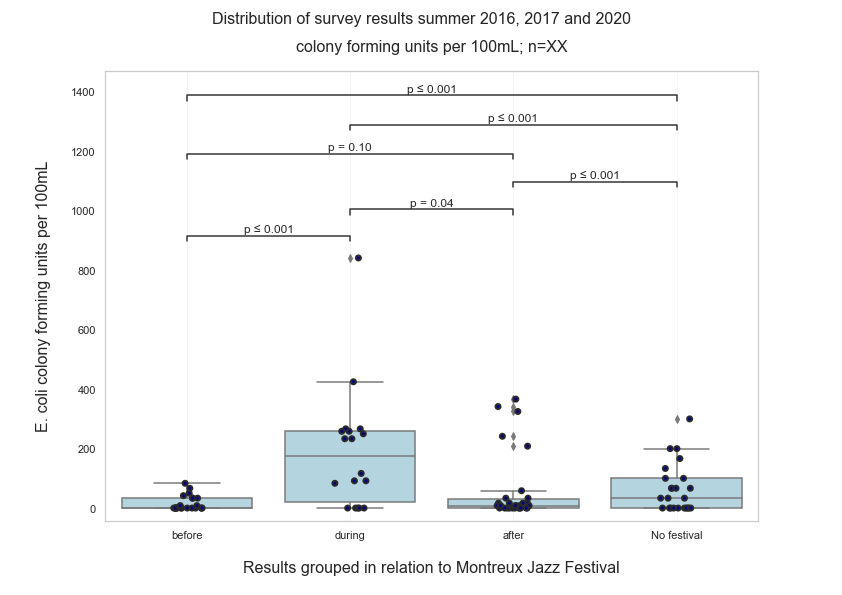 Distribution of survey results summer 2016, 2017 and 2020
colony forming units per 100mL; n=XX
E. coli colony forming units per 100mL
1400
1200
1000
800
600
400
200
0
p ≤ 0.001
p ≤ 0.001
p = 0.10
p ≤ 0.001
p = 0.04
p ≤ 0.001
before
during
after
No festival
Results grouped in relation to Montreux Jazz Festival